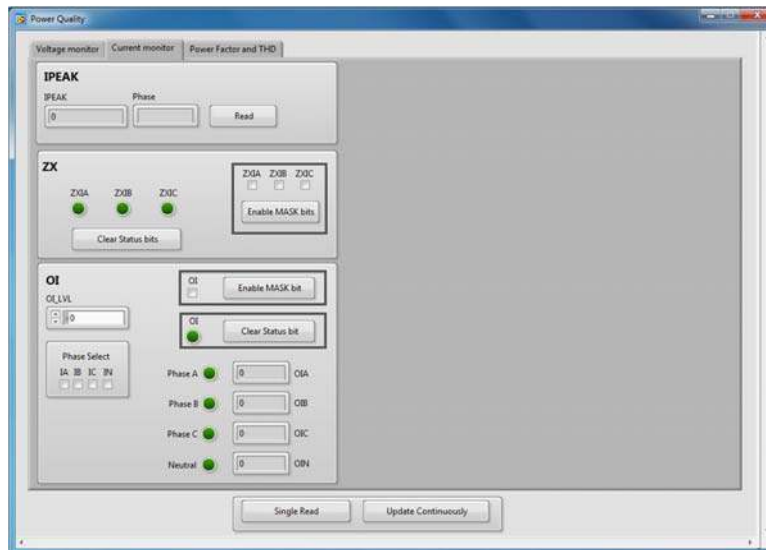 Power Quality
Voltage monitor Current monitor Power Factor and THD
IPEAK
IPEAK Phase
0 Read
ZX
ZXIA ZXIB ZXIC
ZXIA ZXIB ZXIC
Enable MASK bits
Clear Status bits
OI
OI_LVL
0
OI
Enable MASK bit
OI
Clear Status bit
Phase Select
IA IB IC IN
Phase A 0 OIA
Phase B 0 OIB
Phase C 0 OIC
Neutral 0 OIN
Single Read Update Continuously